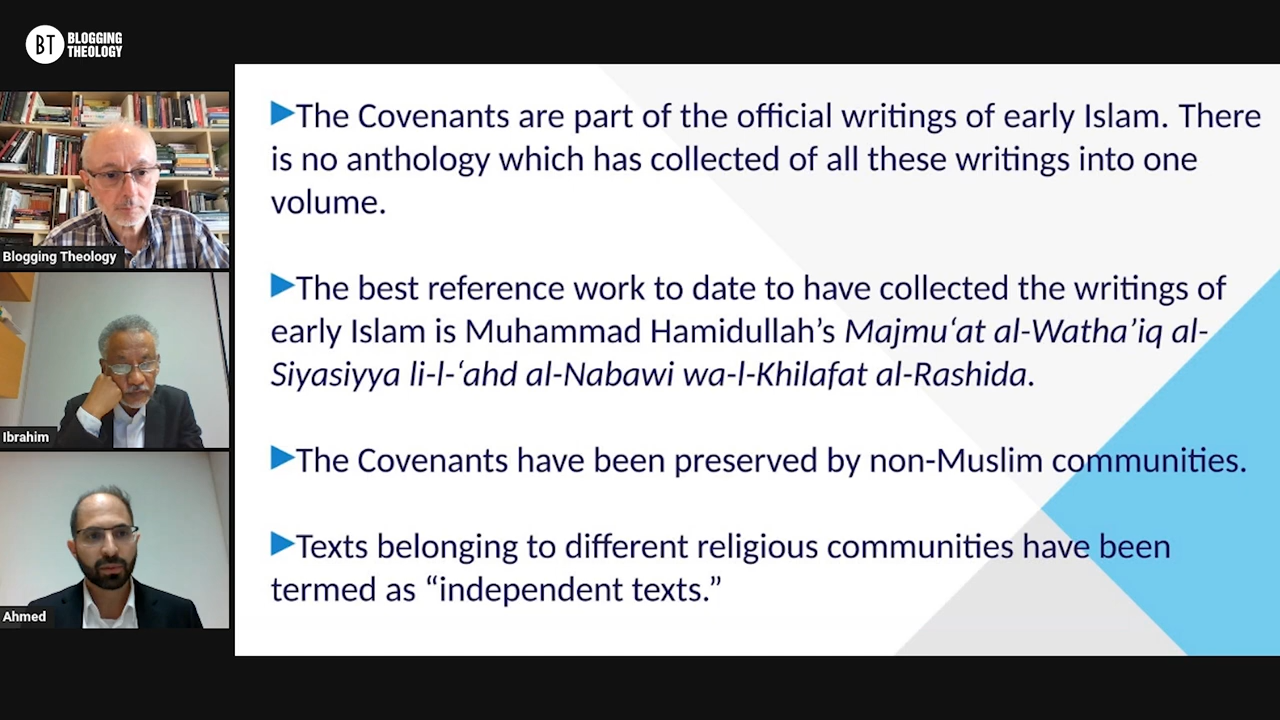 BT BLOGGING
THEOLOGY
Blogging Theology
Ibrahim
Ahmed
The Covenants are part of the official writings of early Islam. There
is no anthology which has collected of all these writings into one
volume.
The best reference work to date to have collected the writings of
early Islam is Muhammad Hamidullah’s Majmu‘at al-Watha’iq al-
Siyasiyya li-l-‘ahd al-Nabawi wa-l-Khilafat al-Rashida.
The Covenants have been preserved by non-Muslim communities.
Texts belonging to different religious communities have been
termed as “independent texts.”